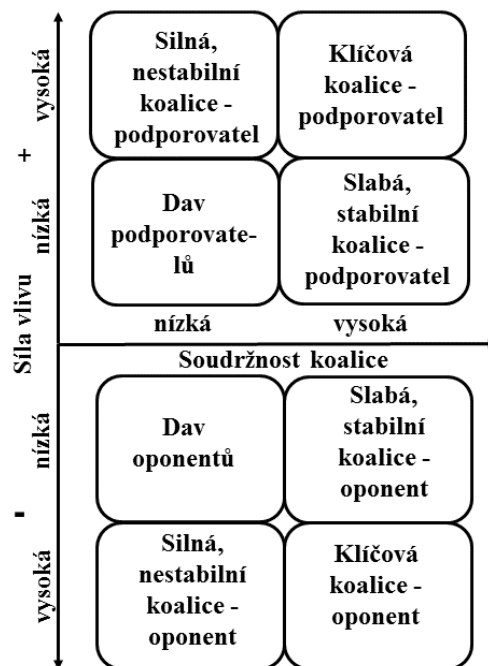 Silná,
nestabilní
koalice -
podporovatel
Klíčová
koalice -
podporovatel
vysoká
+
Dav
podporovate-
lů
Slabá,
stabilní
koalice -
podporovatel
nízká
Síla vlivu
nízká
vysoká
Soudržnost koalice
Dav
oponentů
Slabá,
stabilní
koalice -
oponent
nízká
-
Silná,
nestabilní
koalice -
oponent
Klíčová
koalice -
oponent
vysoká